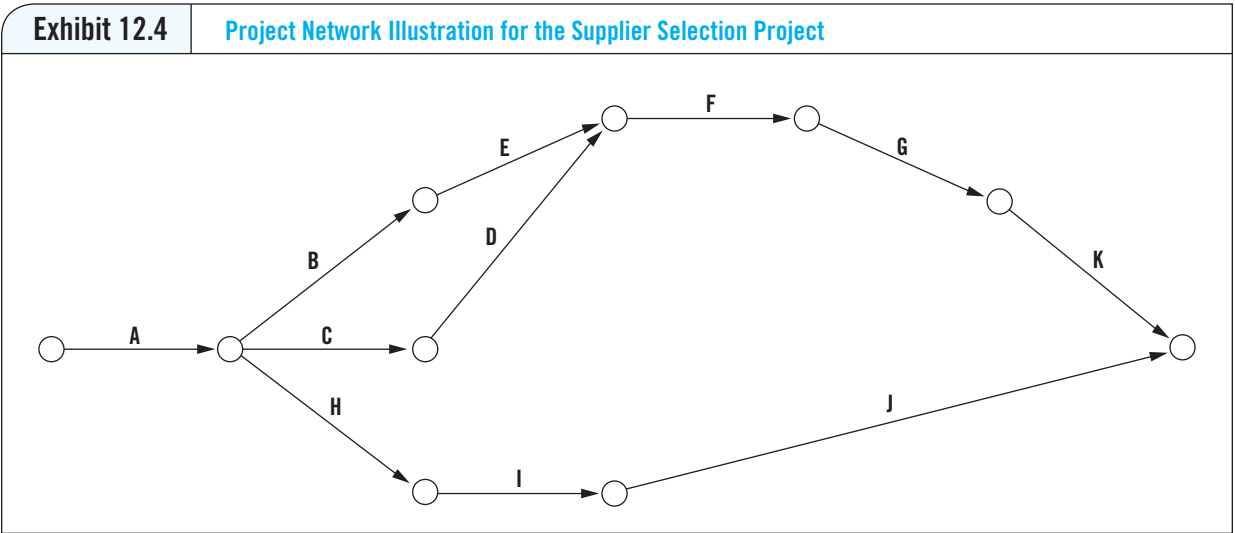 Exhibit 12.4
Project Network Illustration for the Supplier Selection Project
F
E
G
D
B
K
A
C
H
J
I